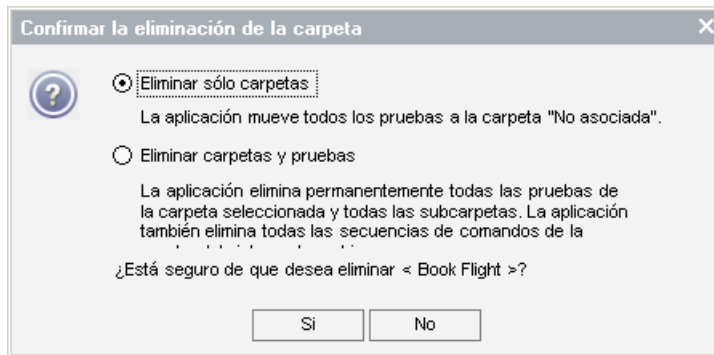 Confirmar la eliminación de la carpeta
Eliminar sólo carpetas
La aplicación mueve todos los pruebas a la carpeta "No asociada".
Eliminar carpetas y pruebas
La aplicación elimina permanentemente todas las pruebas de
la carpeta seleccionada y todas las subcarpetas. La aplicación
también elimina todas las secuencias de comandos de la
¿Está seguro de que desea eliminar < Book Flight >?
Si
No